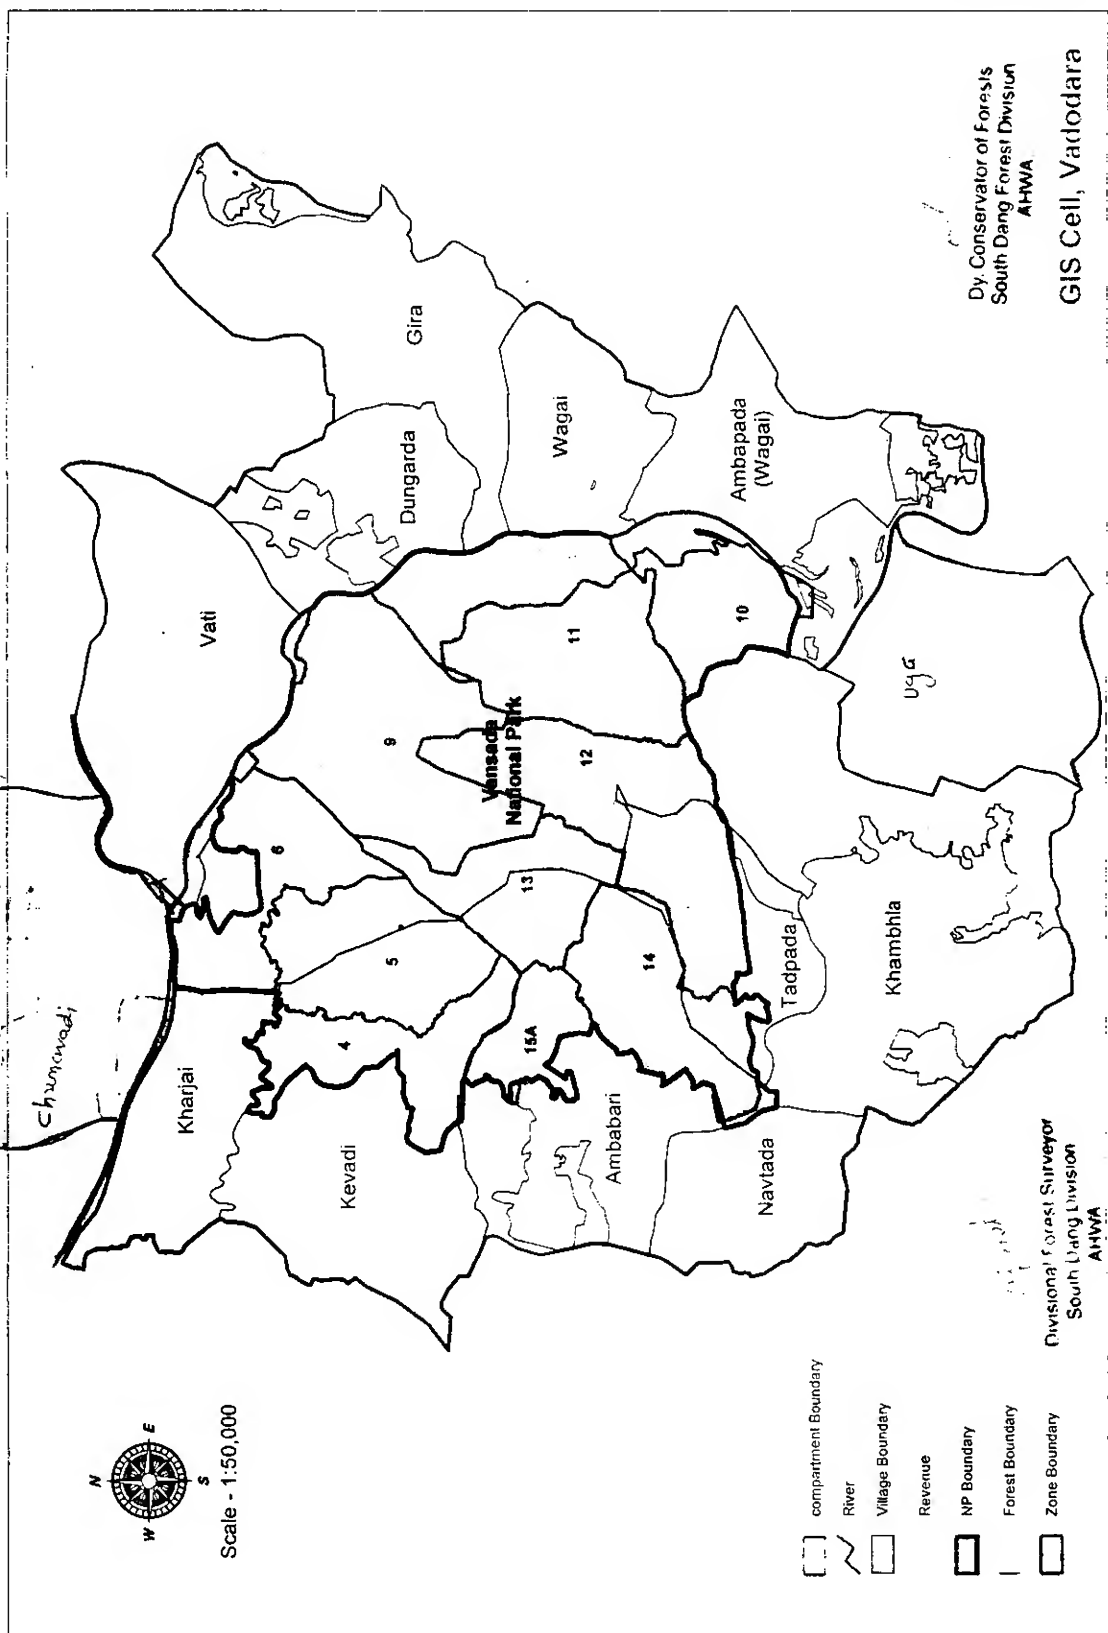 N
W
E
S
Scale - 1:50,000
Chunawadi
Kharjai
Vati
Kevadi
Dungarda
Gira
4
5
6
9
Vansada
National Park
Wagai
11
12
13
14
15A
Ambabari
10
Ambapada
(Wagai)
Navtada
Tadpada
Khambhla
Uga
compartment Boundary
River
Village Boundary
Revenue
NP Boundary
Forest Boundary
Zone Boundary
Divisional Forest Surveyor
South Dang Division
AHWA
Dy. Conservator of Forests
South Dang Forest Division
AHWA
GIS Cell, Vadodara